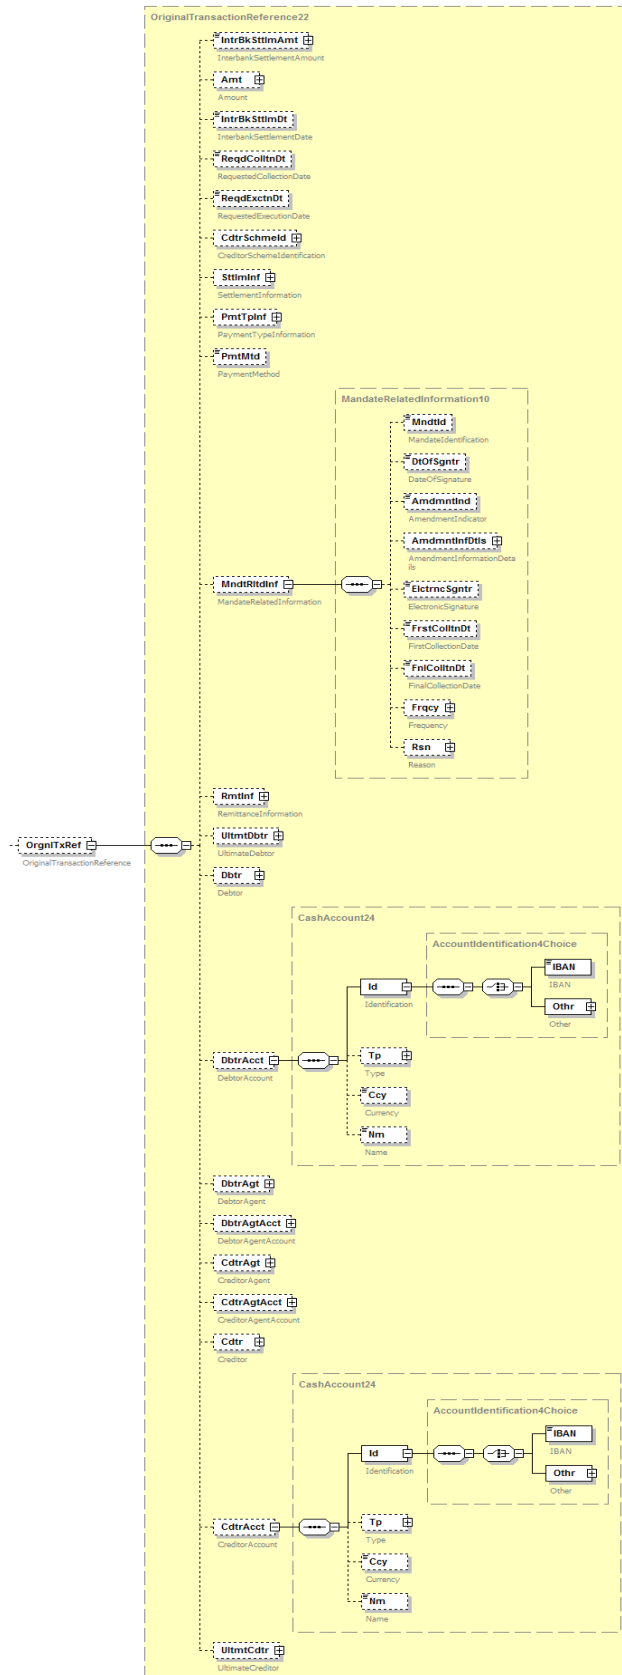 OriginalTransactionReference22
IntrBkSttlmAmt
InterbankSettlementAmount
Amt
Amount
IntrBkSttlmDt
InterbankSettlementDate
ReqdColltnDt
RequestedCollectionDate
ReqdExctnDt
RequestedExecutionDate
CdtrSchmeId
CreditorSchemeIdentification
SttlmInf
SettlementInformation
PmtTpInf
PaymentTypeInformation
PmtMtd
PaymentMethod
MandateRelatedInformation10
MndtId
MandateIdentification
DtOfSgntr
DateOfSignature
AmdmntInd
AmendmentIndicator
AmdmntInfDtls
AmendmentInformationDeta
ils
MndtRltdInf
MandateRelatedInformation
ElctrncSgntr
ElectronicSignature
FrstColltnDt
FirstCollectionDate
FnlColltnDt
FinalCollectionDate
Frqcy
Frequency
Rsn
Reason
RmtInf
RemittanceInformation
UltmtDbtr
UltimateDebtor
OrgnlTxRef
OriginalTransactionReference
Dbtr
Debtor
CashAccount24
AccountIdentification4Choice
IBAN
IBAN
Id
Identification
Othr
Other
DbtrAcct
DebtorAccount
Tp
Type
Ccy
Currency
Nm
Name
DbtrAgt
DebtorAgent
DbtrAgtAcct
DebtorAgentAccount
CdtrAgt
CreditorAgent
CdtrAgtAcct
CreditorAgentAccount
Cdtr
Creditor
CashAccount24
AccountIdentification4Choice
IBAN
IBAN
Id
Identification
Othr
Other
CdtrAcct
CreditorAccount
Tp
Type
Ccy
Currency
Nm
Name
UltmtCdtr
UltimateCreditor